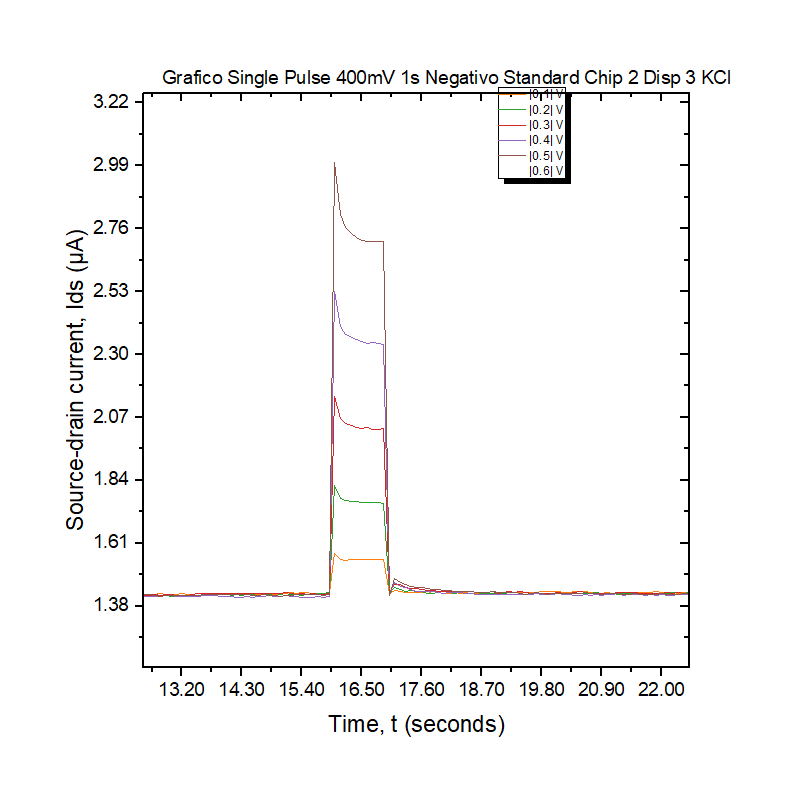 Grafico Single Pulse 400mV 1s Negativo Standard Chip 2 Disp 3 KCl
|0.1| V
|0.2| V
|0.3| V
|0.4| V
|0.5| V
|0.6| V
3.22
2.99
2.76
2.53
2.30
2.07
1.84
1.61
1.38
Source-drain current, Ids (µA)
13.20 14.30 15.40 16.50 17.60 18.70 19.80 20.90 22.00
Time, t (seconds)